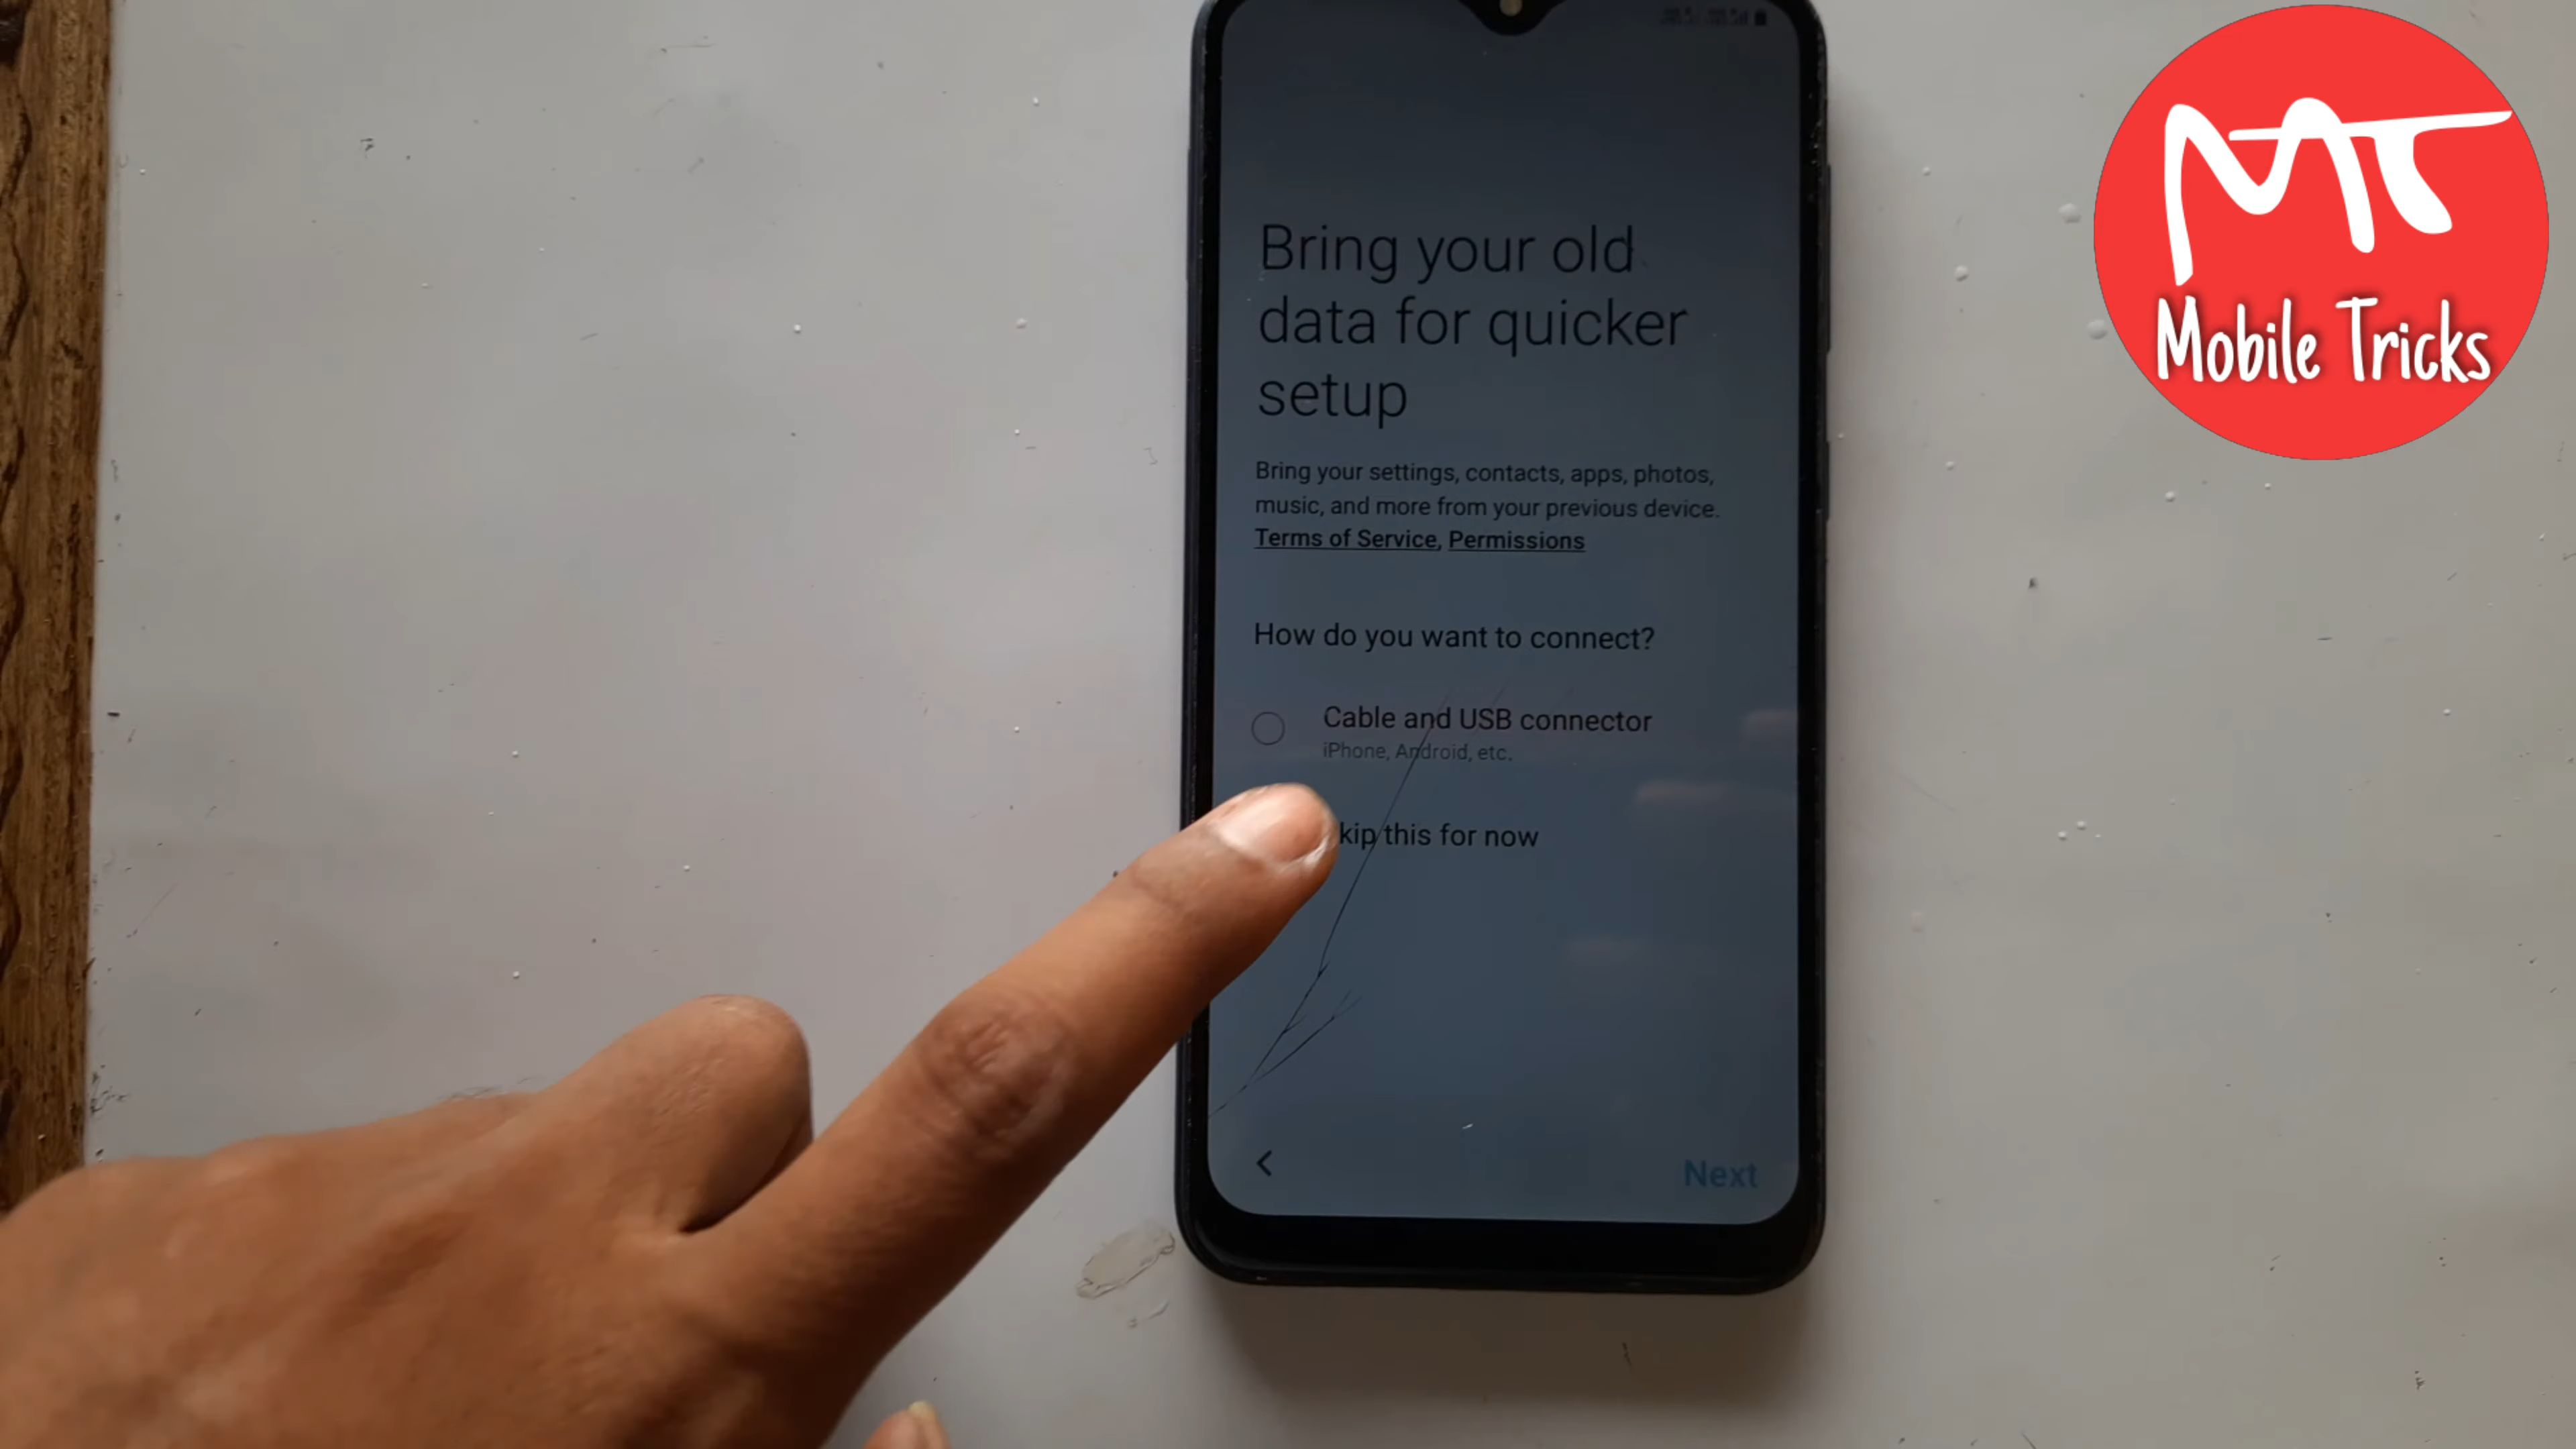 Bring your old
data for quicker
setup
Bring your settings, contacts, apps, photos,
music, and more from your previous device.
Terms of Service, Permissions
How do you want to connect?
Cable and USB connector
iPhone, Android, etc.
kip this for now
Next
MT
Mobile Tricks